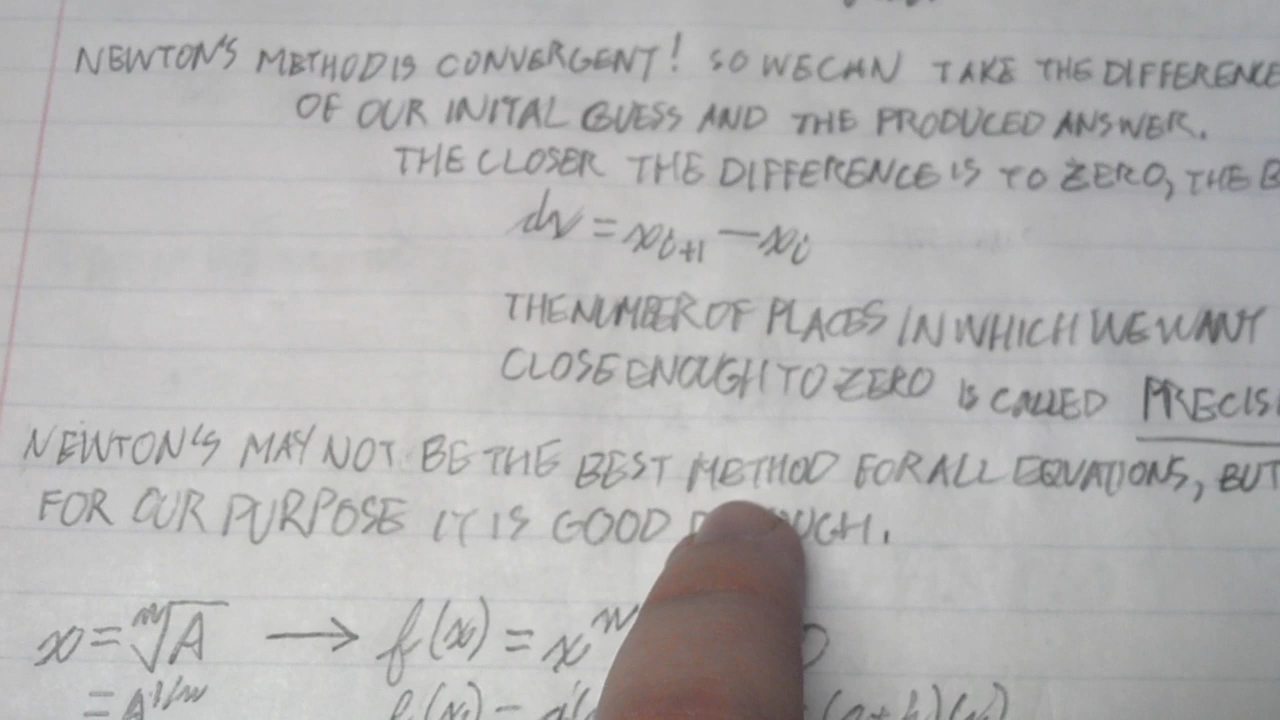 NEWTON'S METHOD IS CONVERGENT! SO WE CAN TAKE THE DIFFERENCE
OF OUR INITAL GUESS AND THE PRODUCED ANSWER.
THE CLOSER THE DIFFERENCE IS TO ZERO, THE
dx = x_{i+1} - x_i
THE NUMBER OF PLACES IN WHICH WE WANT
CLOSE ENOUGH TO ZERO IS CALLED PRECIS
NEWTON'S MAY NOT BE THE BEST METHOD FOR ALL EQUATIONS, BUT
FOR OUR PURPOSE IT IS GOOD
x = ⁿ√A → f(x) = xⁿ
= A^{1/n}